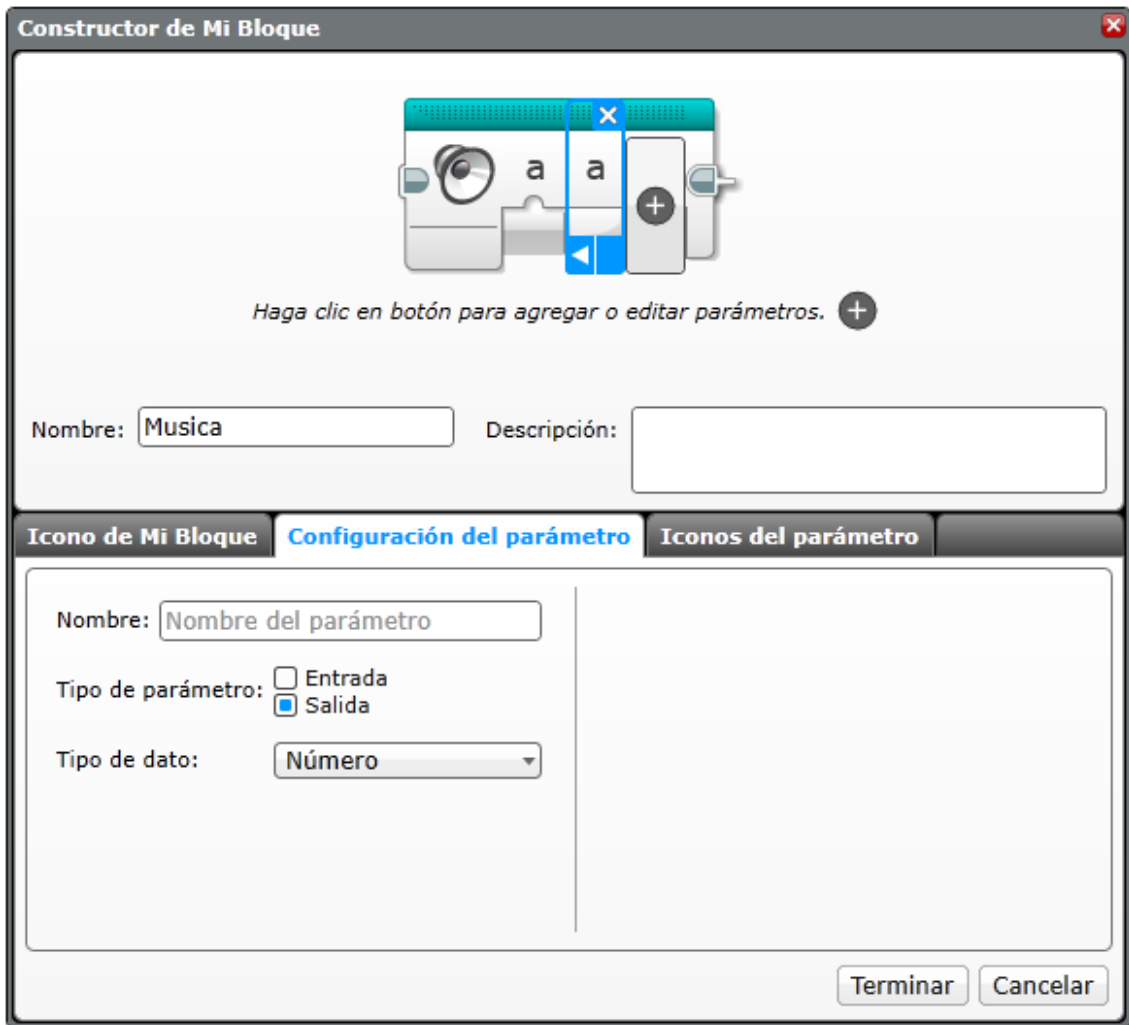 Constructor de Mi Bloque
a a
Haga clic en botón para agregar o editar parámetros.
Nombre: Musica Descripción:
Icono de Mi Bloque Configuración del parámetro Iconos del parámetro
Nombre: Nombre del parámetro
Tipo de parámetro: Entrada
Salida
Tipo de dato: Número
Terminar Cancelar